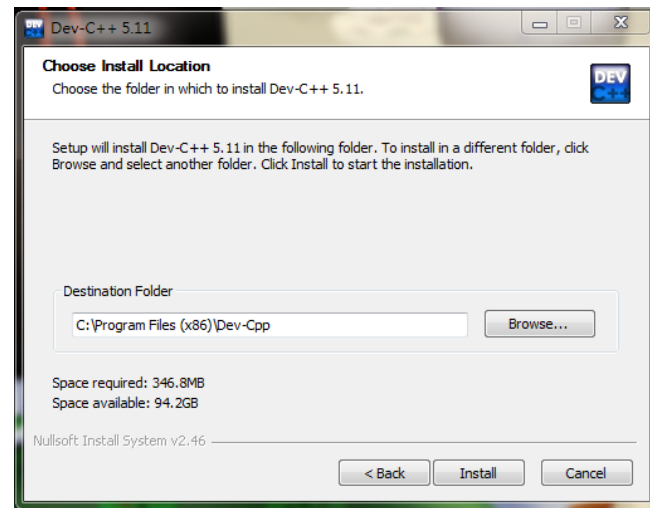 Dev-C++ 5.11
Choose Install Location
Choose the folder in which to install Dev-C++ 5.11.
DEV
C++
Setup will install Dev-C++ 5.11 in the following folder. To install in a different folder, click
Browse and select another folder. Click Install to start the installation.
Destination Folder
C:\Program Files (x86)\Dev-Cpp
Browse...
Space required: 346.8MB
Space available: 94.2GB
Nullsoft Install System v2.46
< Back
Install
Cancel